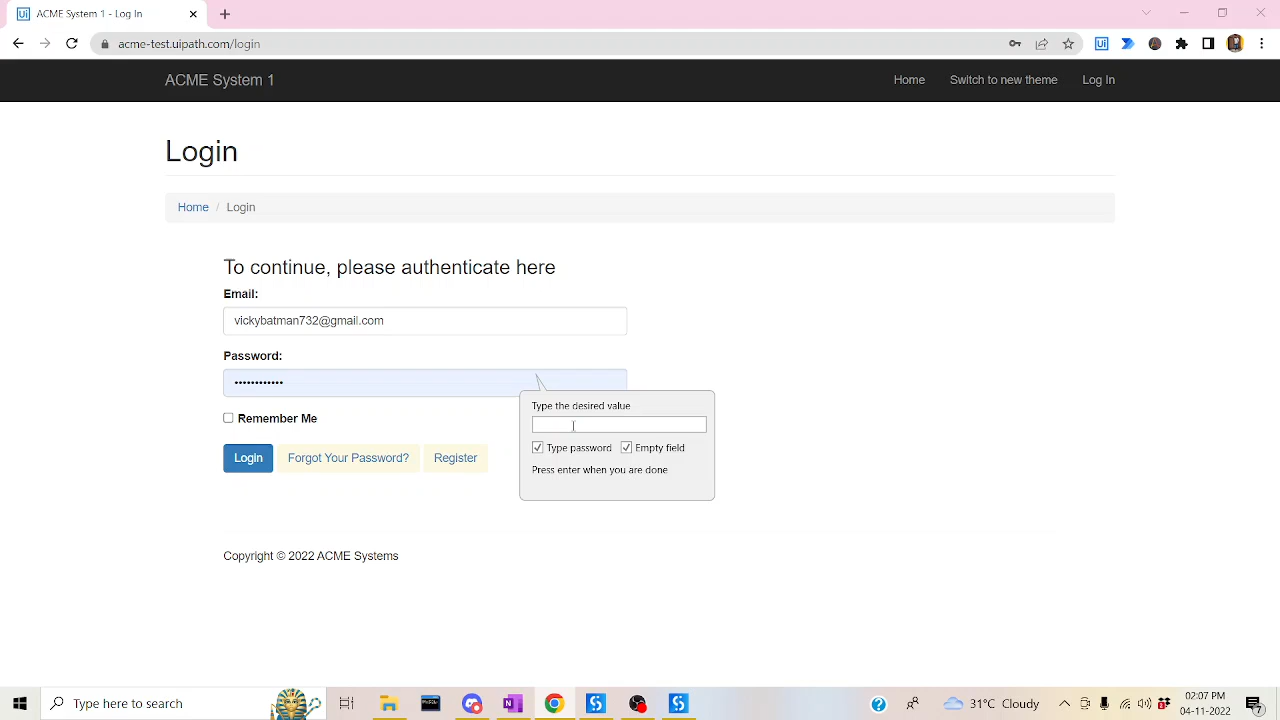 ACME System 1 - Log In
acme-test.uipath.com/login
ACME System 1
Home
Switch to new theme
Log In
Login
Home / Login
To continue, please authenticate here
Email:
vickybatman732@gmail.com
Password:
••••••••••••
Type the desired value
Type password
Empty field
Press enter when you are done
Remember Me
Login
Forgot Your Password?
Register
Copyright © 2022 ACME Systems
Type here to search
31°C Cloudy
02:07 PM
04-11-2022